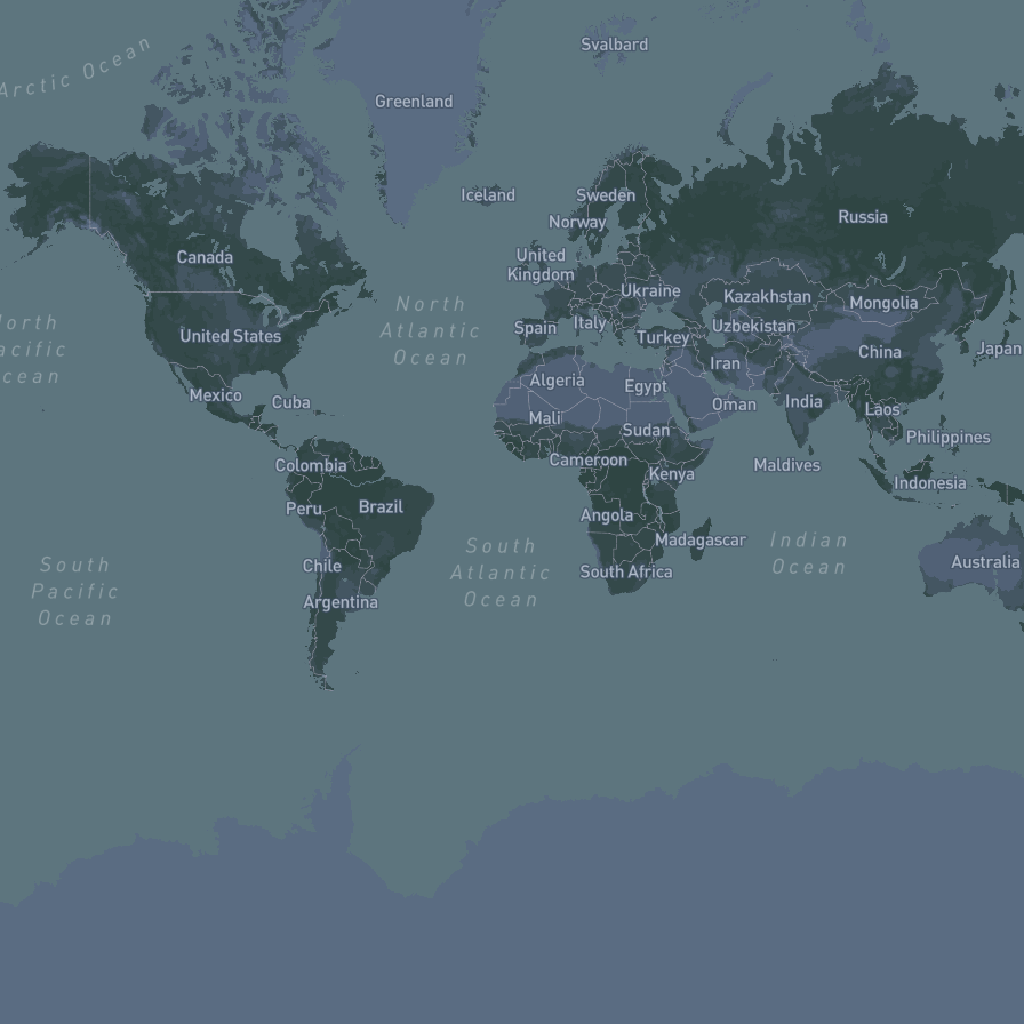 Svalbard
Arctic Ocean
Greenland
Iceland
Sweden
Norway
Russia
Canada
United
Kingdom
Ukraine
Kazakhstan
Mongolia
North
Atlantic
Ocean
Spain
Italy
Uzbekistan
United States
Turkey
Iran
China
Japan
Algeria
Egypt
Mexico
Cuba
Mali
Oman
India
Laos
Sudan
Philippines
Colombia
Cameroon
Kenya
Maldives
Indonesia
Peru
Brazil
Angola
South
Atlantic
Ocean
Madagascar
Indian
Ocean
South
Pacific
Ocean
Chile
South Africa
Australia
Argentina